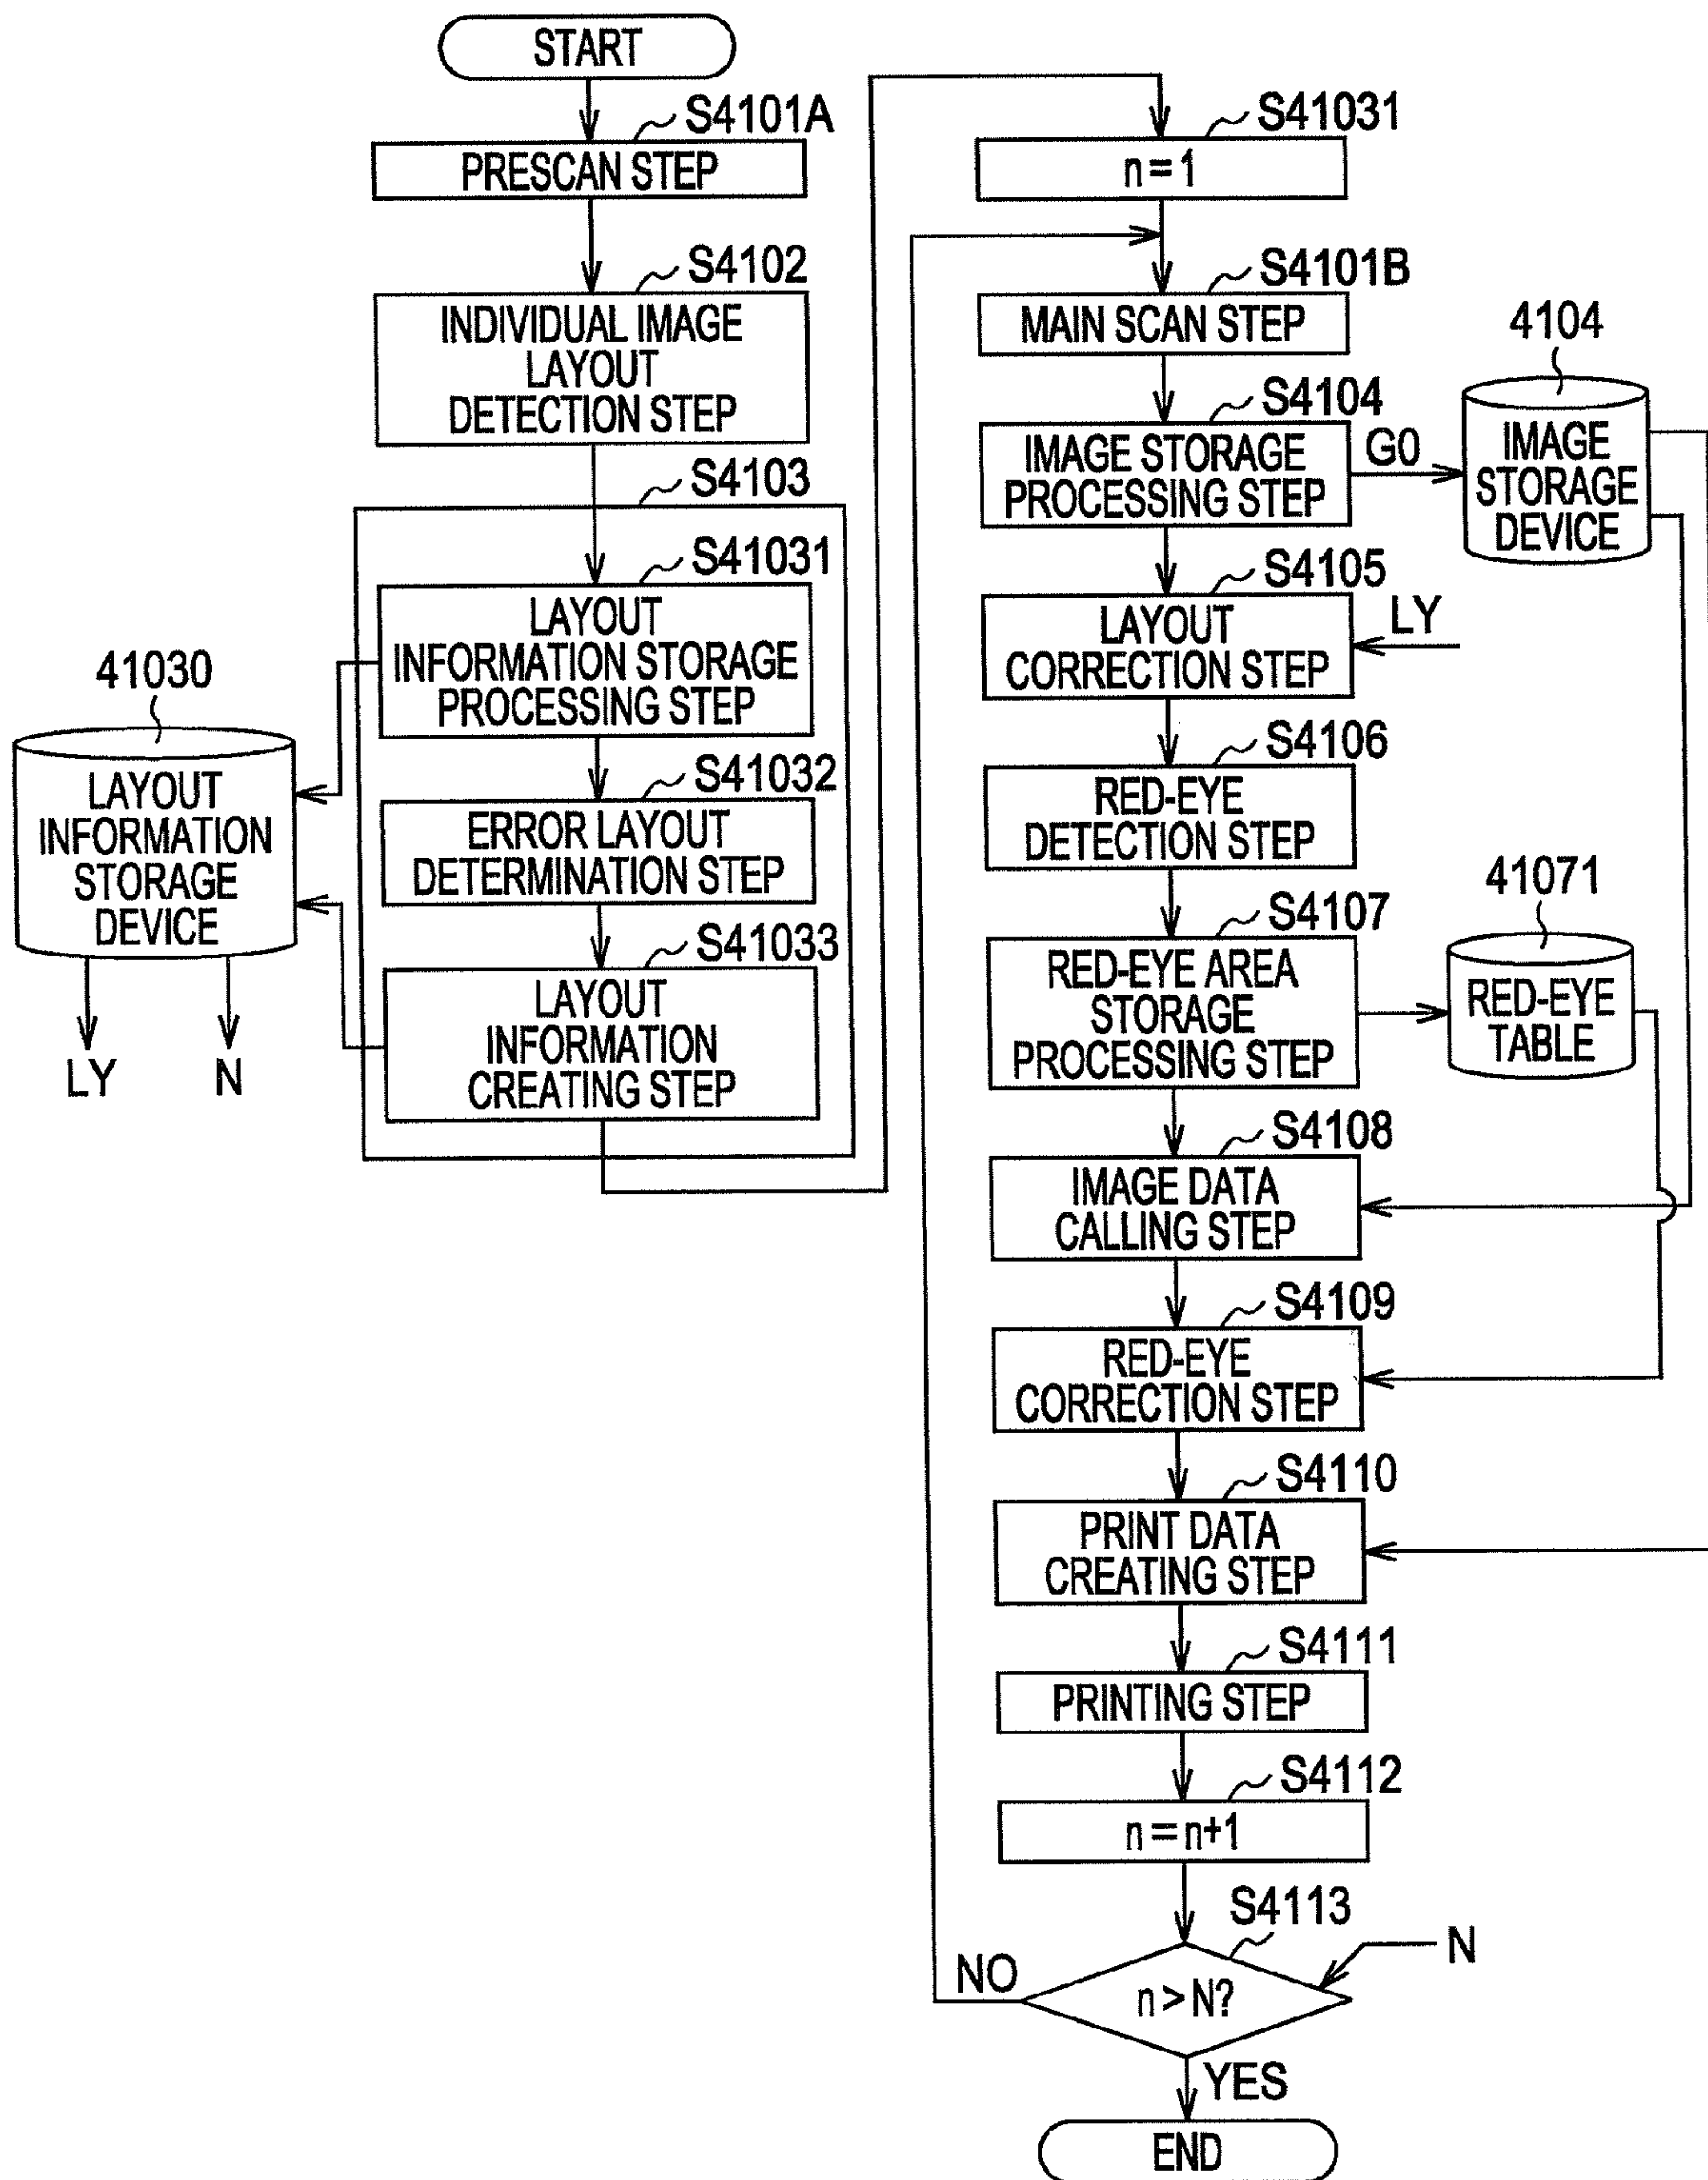 START
S4101A
PRESCAN STEP
S4102
INDIVIDUAL IMAGE
LAYOUT
DETECTION STEP
S4103
S41031
LAYOUT
INFORMATION STORAGE
PROCESSING STEP
41030
LAYOUT
INFORMATION
STORAGE
DEVICE
LY
N
S41032
ERROR LAYOUT
DETERMINATION STEP
S41033
LAYOUT
INFORMATION
CREATING STEP
S41031
n = 1
S4101B
MAIN SCAN STEP
S4104
IMAGE STORAGE
PROCESSING STEP
G0
4104
IMAGE
STORAGE
DEVICE
S4105
LAYOUT
CORRECTION STEP
LY
S4106
RED-EYE
DETECTION STEP
S4107
RED-EYE AREA
STORAGE
PROCESSING STEP
41071
RED-EYE
TABLE
S4108
IMAGE DATA
CALLING STEP
S4109
RED-EYE
CORRECTION STEP
S4110
PRINT DATA
CREATING STEP
S4111
PRINTING STEP
S4112
n = n+1
S4113
N
NO
n > N?
YES
END